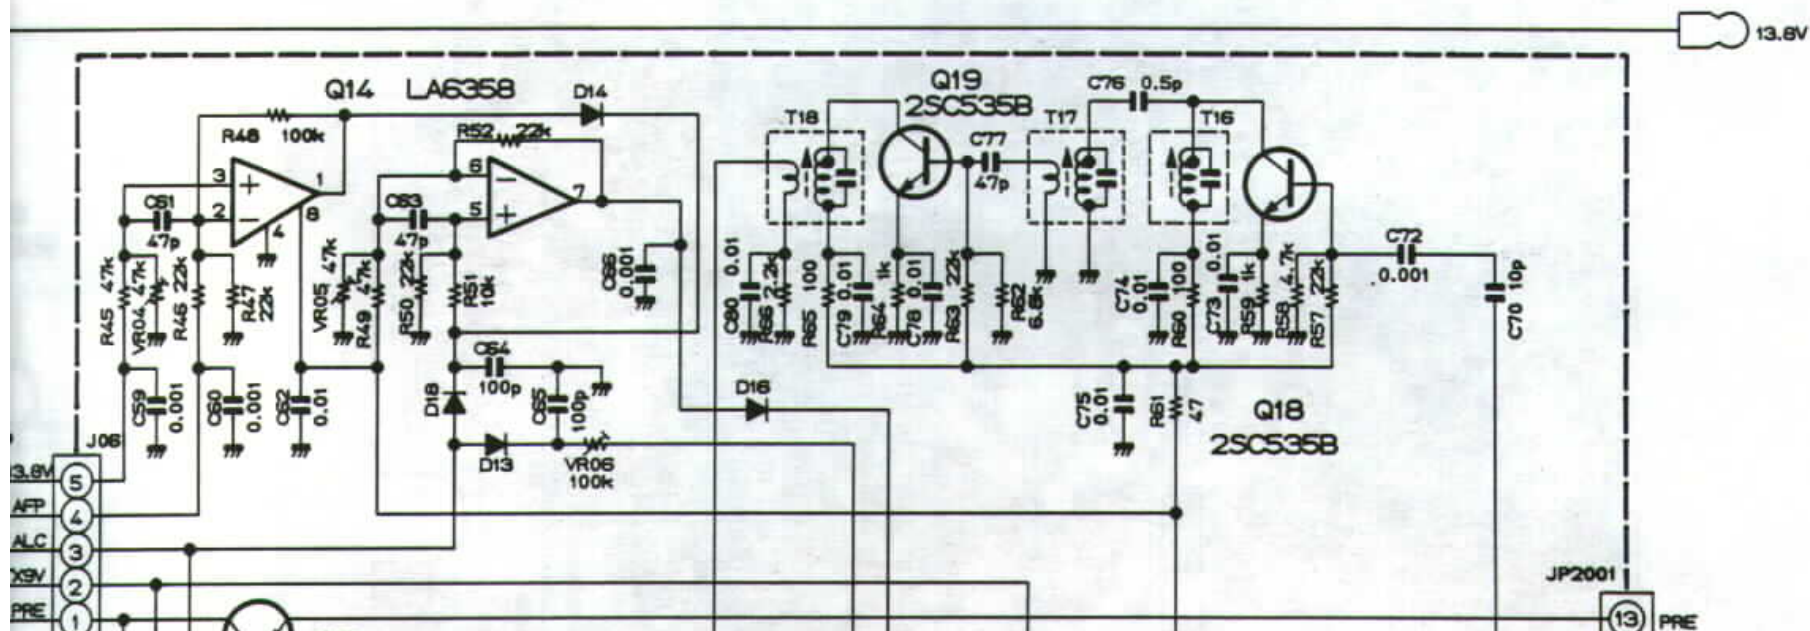 13.8V
Q14 LA6358
D14
Q19
2SC535B
C76 0.5p
R48
100k
R52 22k
T18
T17
T16
C77
47p
3
2
1
8
4
C61
47p
6
5
7
C63
47p
R45 47k
VR04 47k
R46 22k
R47
22k
VR05 47k
R49 47k
R50 22k
R51
10k
C66
0.001
C80 0.01
R66 2.2k
R65 100
C79 0.01
R64 1k
C78 0.01
R63 22k
R62
6.8k
C74
0.01
R60 100
C73 0.01
R59 1k
R58 4.7k
R57 22k
C72
.0.001
C70 10p
C59
0.001
C60
0.001
C62
0.01
D18
C64
100p
C65
100p
D16
C75
0.01
R61
47
Q18
2SC535B
D13
VR06
100k
J06
3.8V 5
AFP 4
ALC 3
X9V 2
PRE 1
JP2001
13 PRE